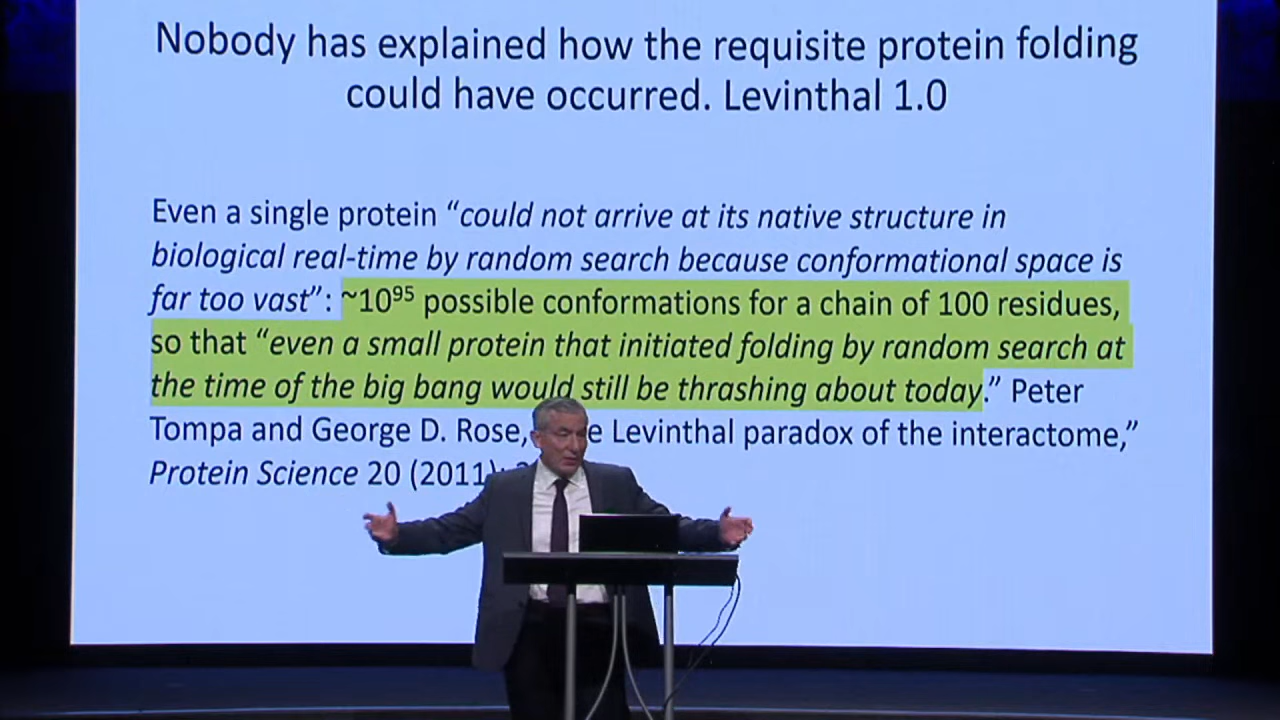 Nobody has explained how the requisite protein folding
could have occurred. Levinthal 1.0
Even a single protein “could not arrive at its native structure in
biological real-time by random search because conformational space is
far too vast”: ~10⁹⁵ possible conformations for a chain of 100 residues,
so that “even a small protein that initiated folding by random search at
the time of the big bang would still be thrashing about today.” Peter
Tompa and George D. Rose, Levinthal paradox of the interactome,”
Protein Science 20 (2011):